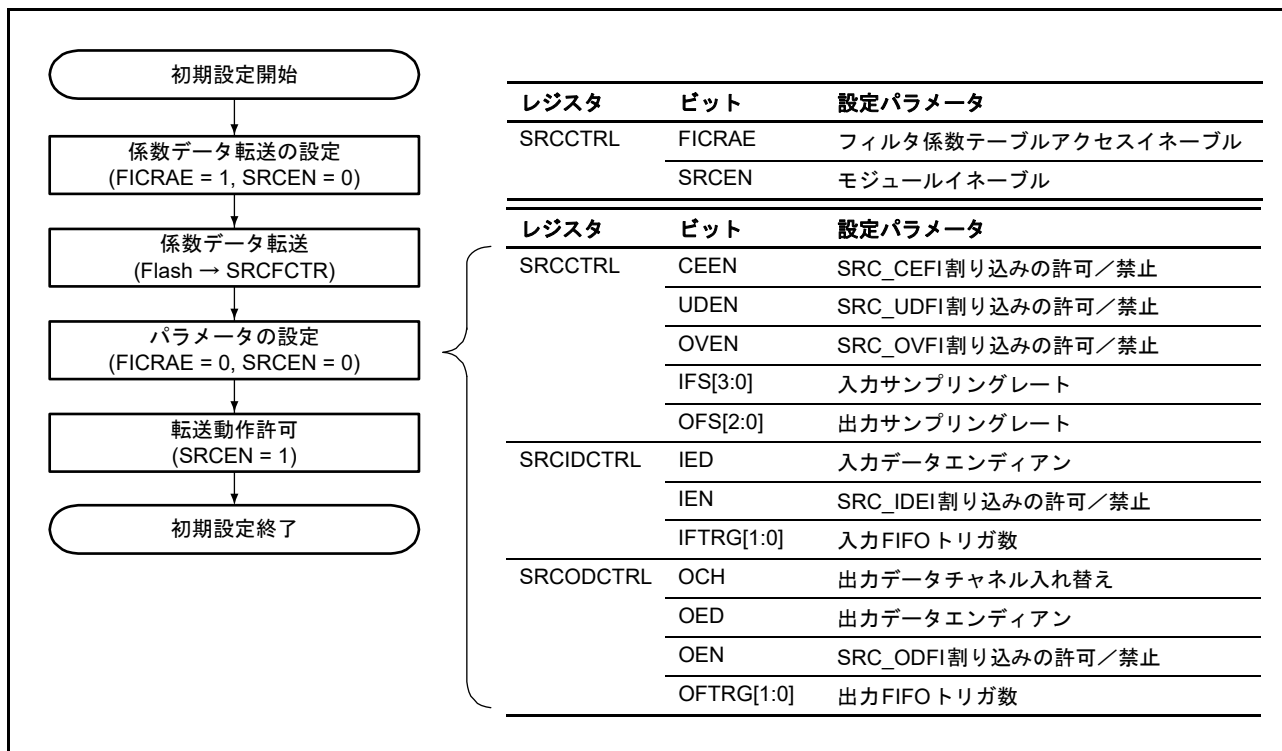 初期設定開始
係数データ転送の設定
(FICRAE = 1, SRCEN = 0)
係数データ転送
(Flash → SRCFCTR)
パラメータの設定
(FICRAE = 0, SRCEN = 0)
転送動作許可
(SRCEN = 1)
初期設定終了
レジスタ ビット 設定パラメータ
SRCCTRL FICRAE フィルタ係数テーブルアクセスイネーブル
SRCEN モジュールイネーブル
レジスタ ビット 設定パラメータ
SRCCTRL CEEN SRC_CEFI割り込みの許可／禁止
UDEN SRC_UDFI割り込みの許可／禁止
OVEN SRC_OVFI割り込みの許可／禁止
IFS[3:0] 入力サンプリングレート
OFS[2:0] 出力サンプリングレート
SRCIDCTRL IED 入力データエンディアン
IEN SRC_IDEI割り込みの許可／禁止
IFTRG[1:0] 入力FIFOトリガ数
SRCODCTRL OCH 出力データチャネル入れ替え
OED 出力データエンディアン
OEN SRC_ODFI割り込みの許可／禁止
OFTRG[1:0] 出力FIFOトリガ数